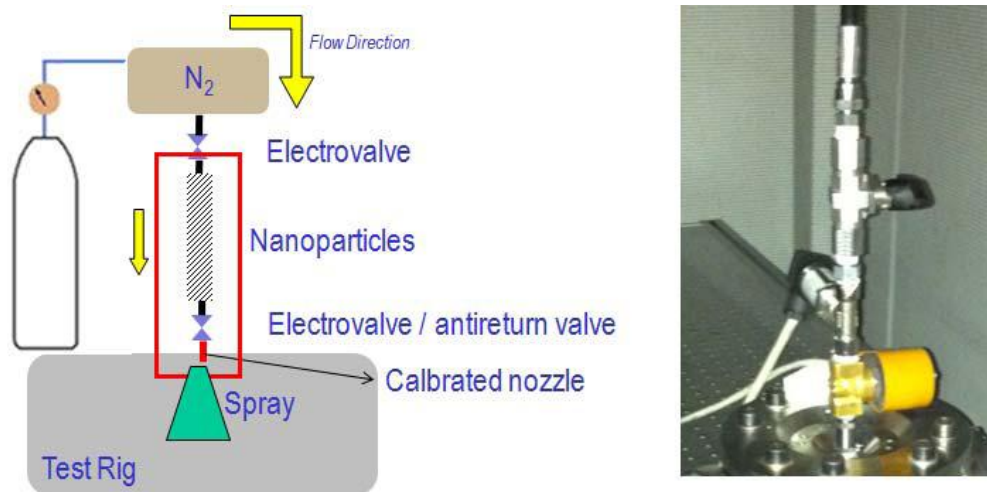 Flow Direction
N2
Electrovalve
Nanoparticles
Electrovalve / antireturn valve
Calbrated nozzle
Spray
Test Rig